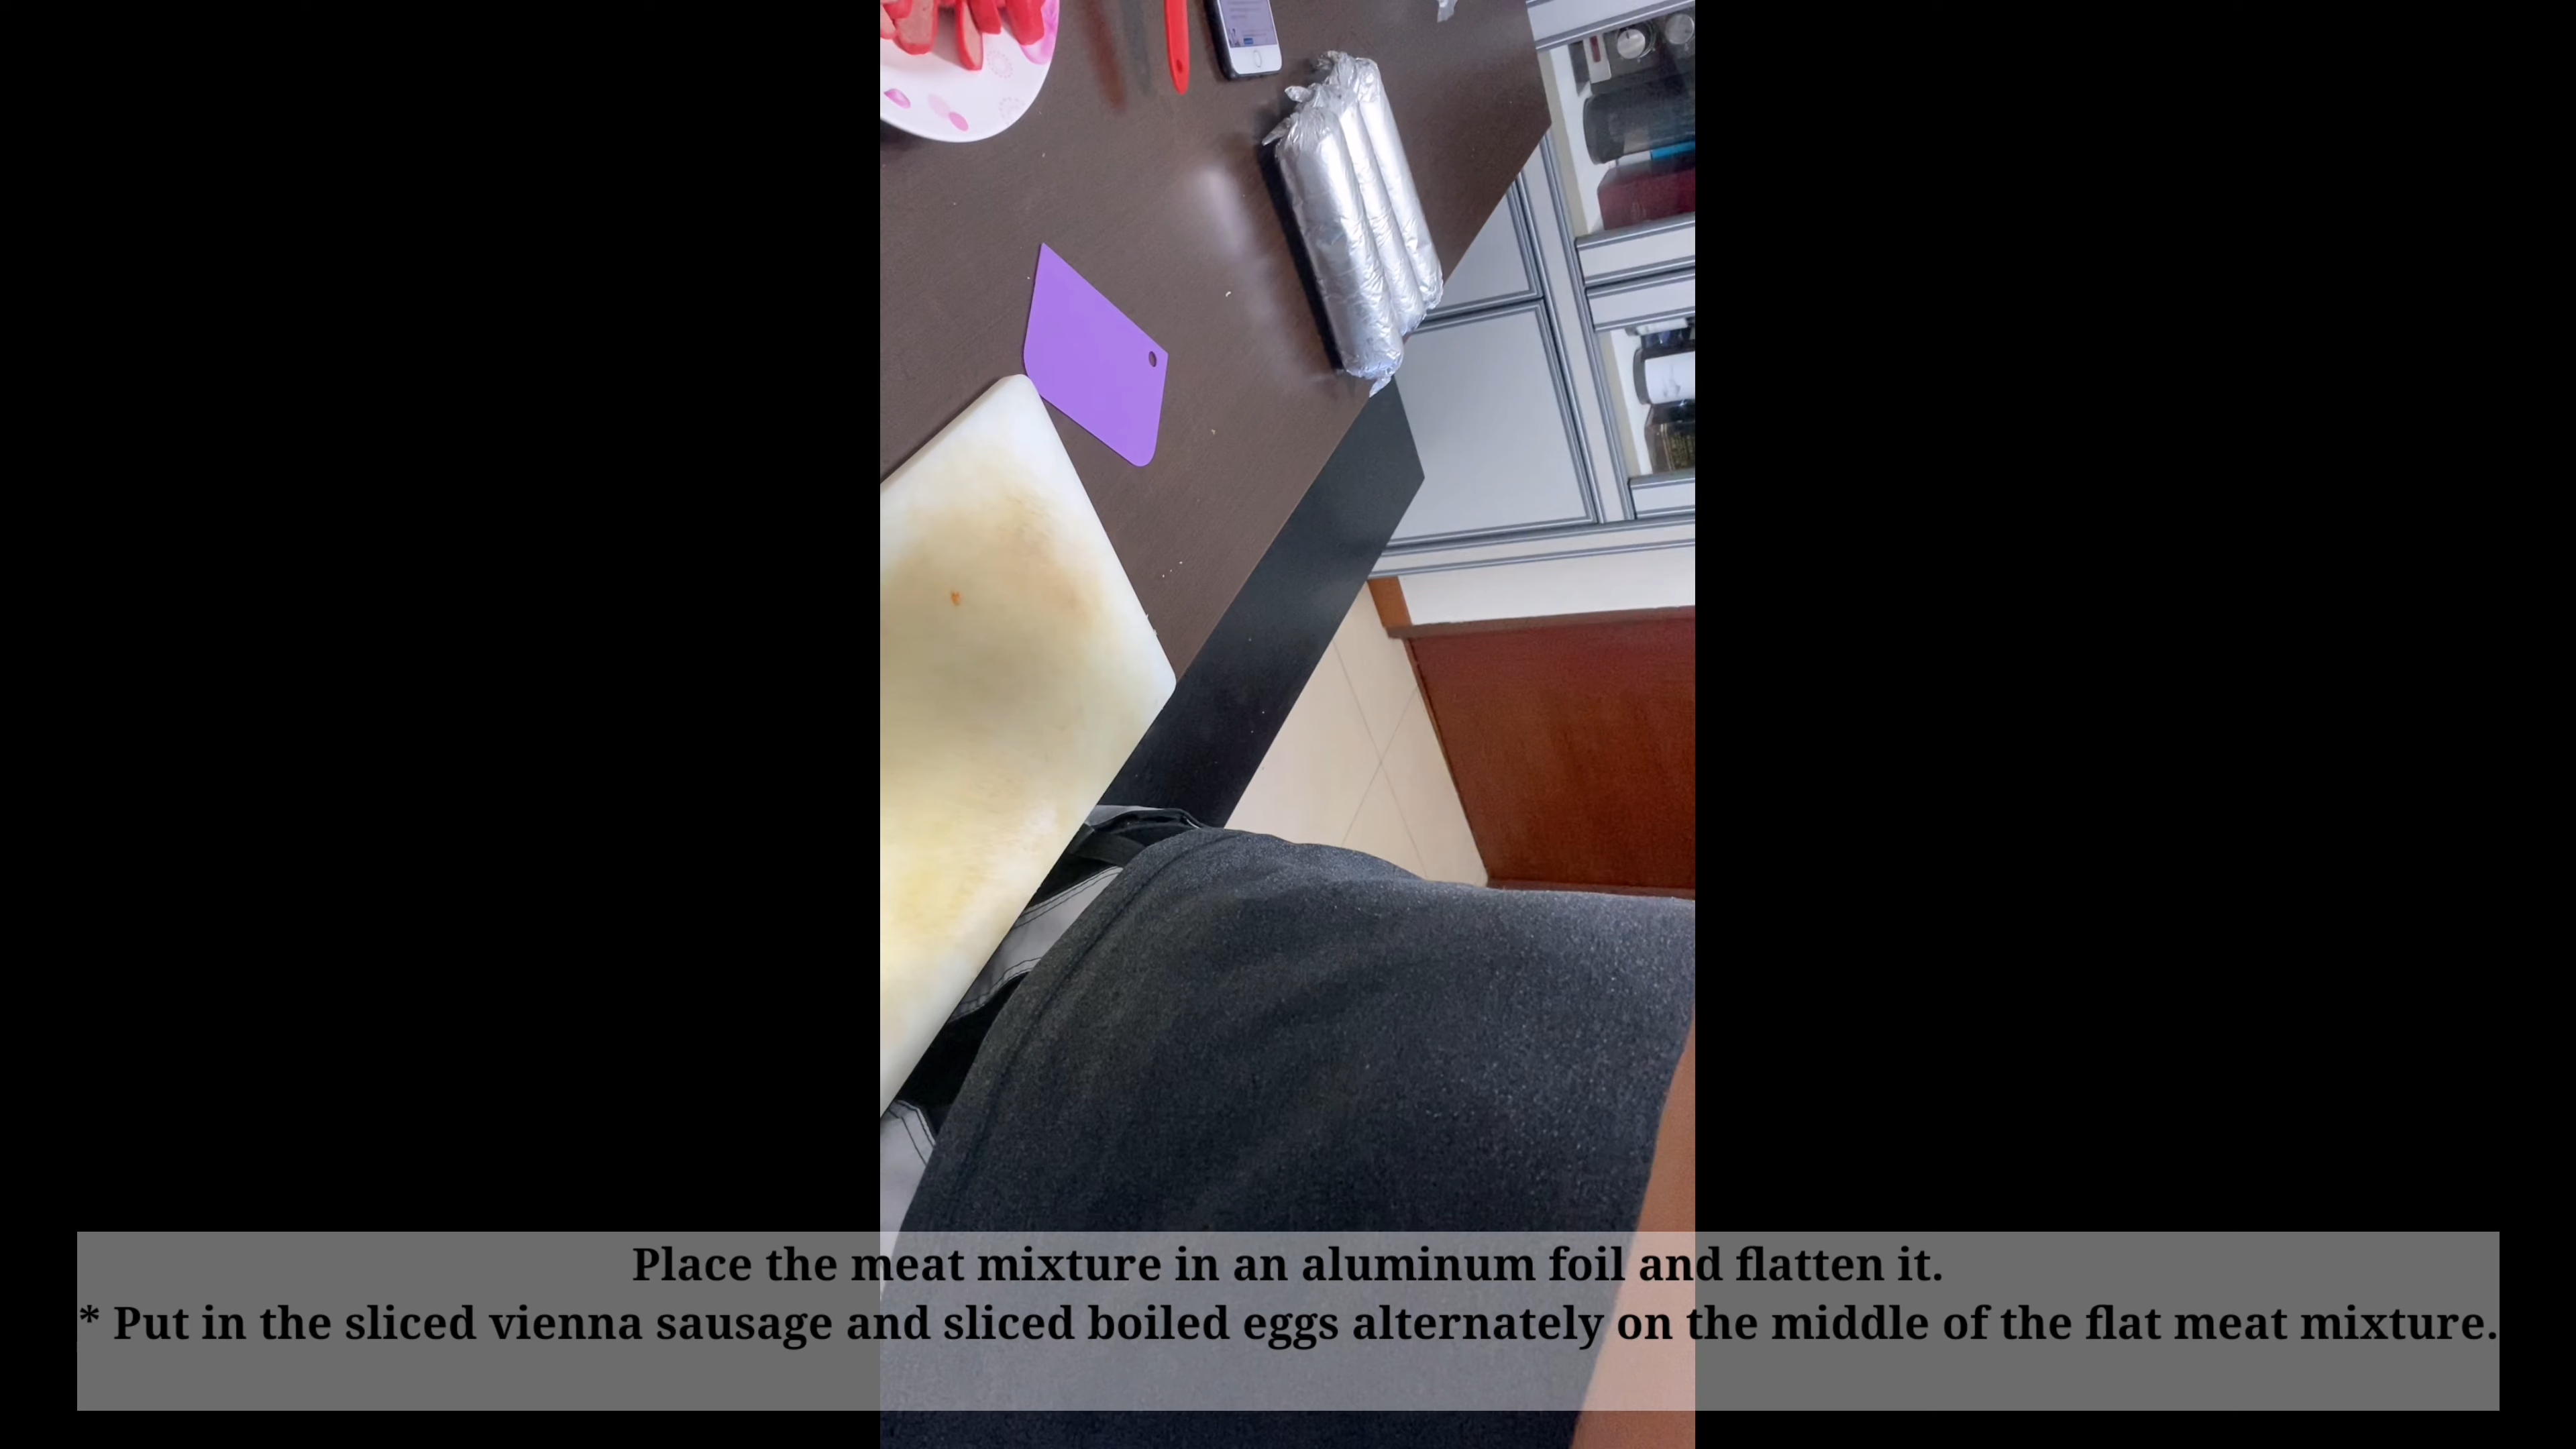 Place the meat mixture in an aluminum foil and flatten it.
* Put in the sliced vienna sausage and sliced boiled eggs alternately on the middle of the flat meat mixture.